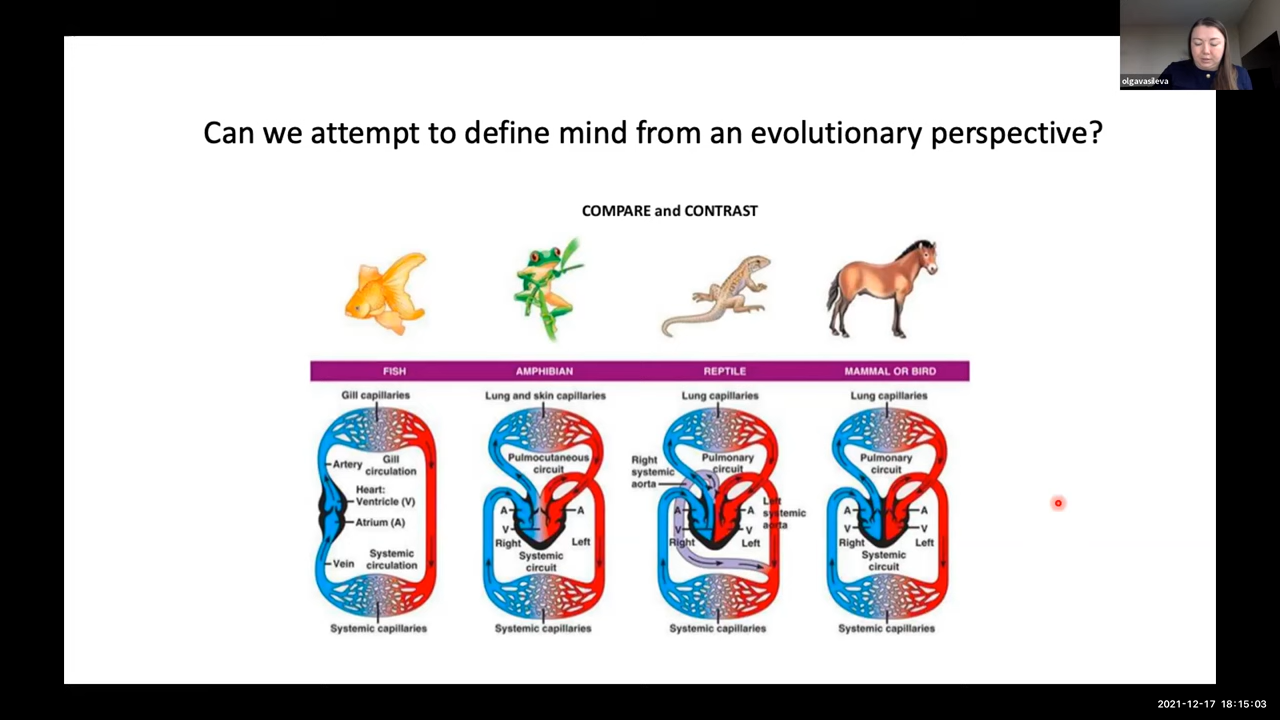 olgavasileva
Can we attempt to define mind from an evolutionary perspective?
COMPARE and CONTRAST
FISH
AMPHIBIAN
REPTILE
MAMMAL OR BIRD
Gill capillaries
Artery
Gill
circulation
Heart:
Ventricle (V)
Atrium (A)
Vein
Systemic
circulation
Systemic capillaries
Lung and skin capillaries
Pulmocutaneous
circuit
A
A
V
Right
Left
Systemic
circuit
Systemic capillaries
Lung capillaries
Right
systemic
aorta
Pulmonary
circuit
A
A
Left
systemic
aorta
V
V
Right
Left
Systemic capillaries
Lung capillaries
Pulmonary
circuit
A
A
V
V
Right
Left
Systemic
circuit
Systemic capillaries
2021-12-17 18:15:03